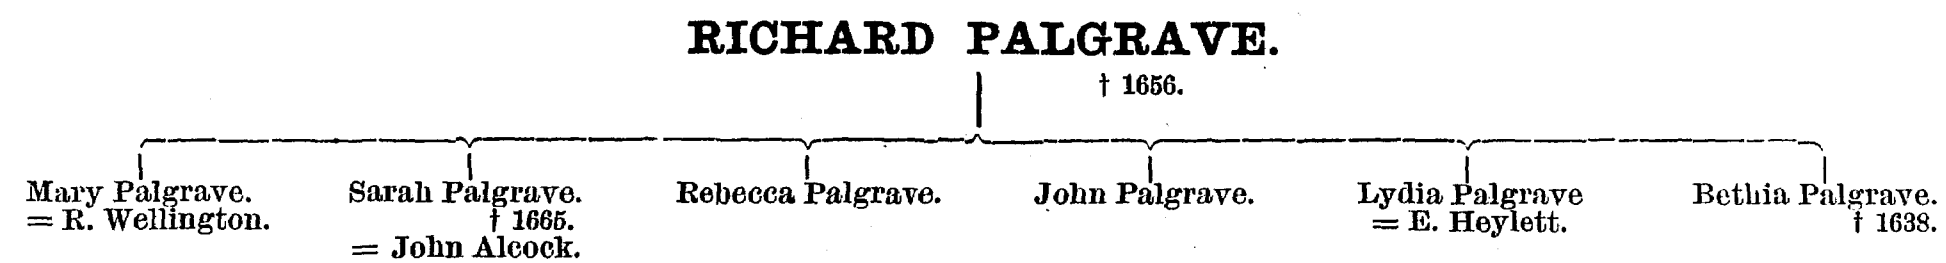 RICHARD PALGRAVE.
† 1656.
Mary Palgrave.
= R. Wellington.
Sarah Palgrave.
† 1665.
= John Alcock.
Rebecca Palgrave.
John Palgrave.
Lydia Palgrave
= E. Heylett.
Bethia Palgrave.
† 1638.